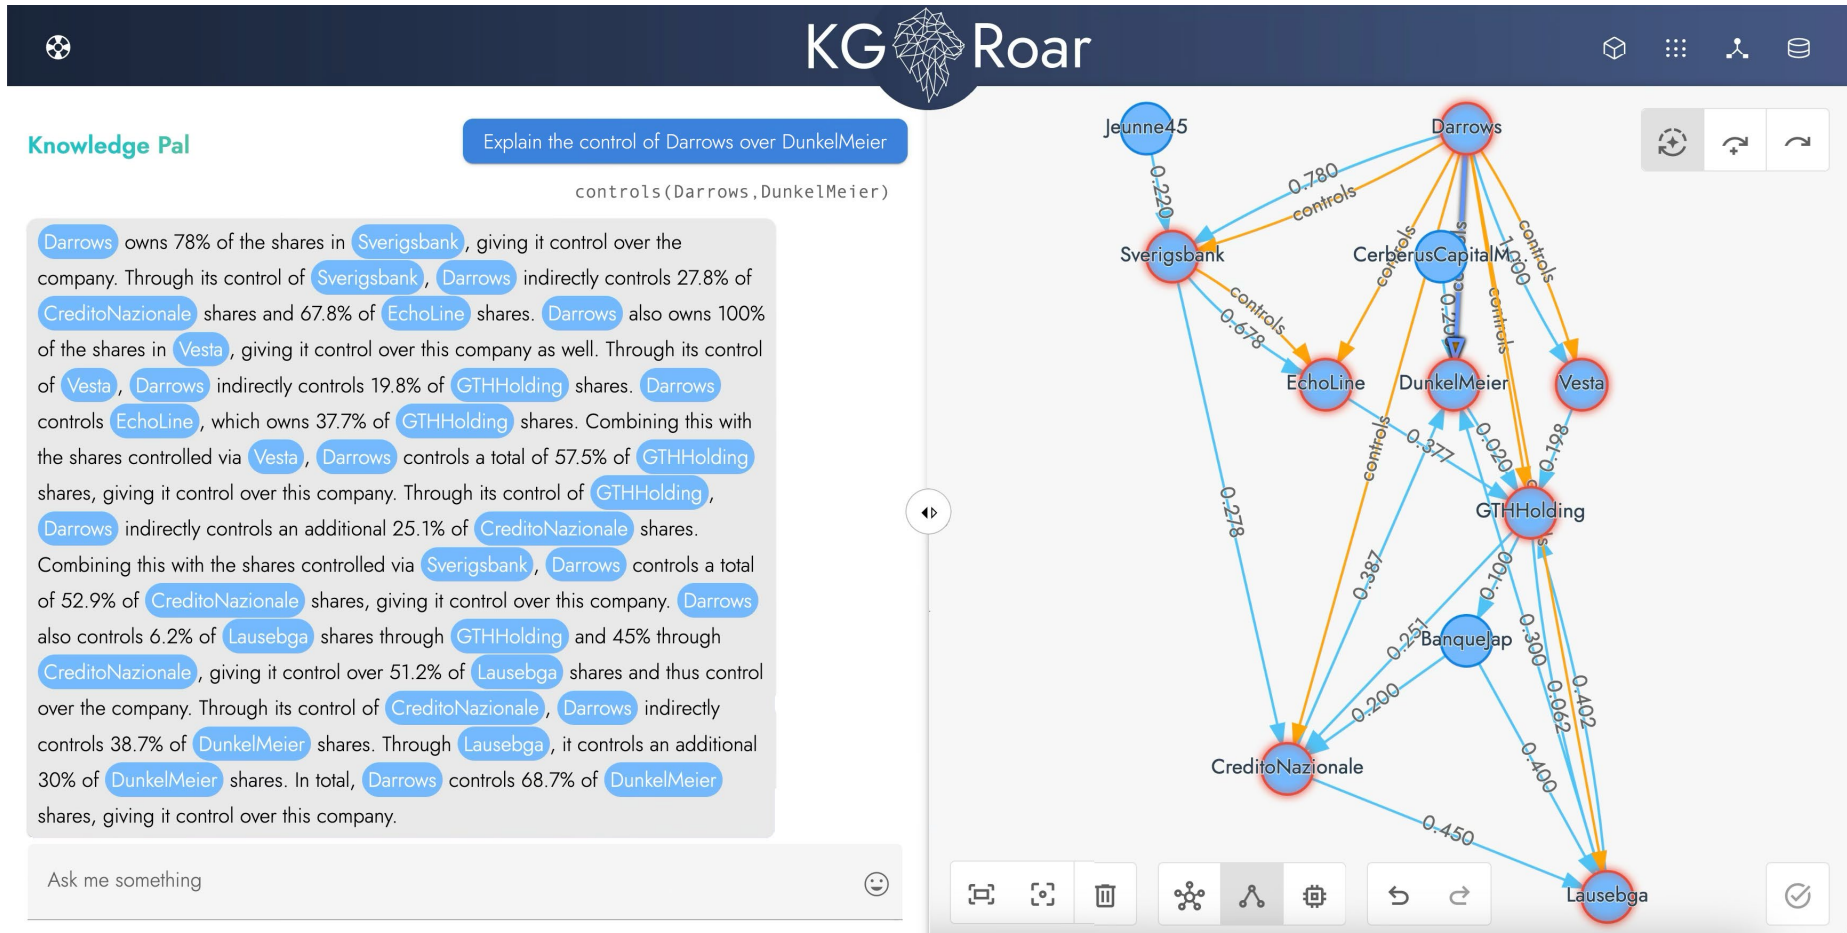 KG Roar
Knowledge Pal
Explain the control of Darrows over DunkelMeier
controls(Darrows,DunkelMeier)
Darrows owns 78% of the shares in Sverigsbank, giving it control over the
company. Through its control of Sverigsbank, Darrows indirectly controls 27.8% of
CreditoNazionale shares and 67.8% of EchoLine shares. Darrows also owns 100%
of the shares in Vesta, giving it control over this company as well. Through its control
of Vesta, Darrows indirectly controls 19.8% of GTHHolding shares. Darrows
controls EchoLine, which owns 37.7% of GTHHolding shares. Combining this with
the shares controlled via Vesta, Darrows controls a total of 57.5% of GTHHolding
shares, giving it control over this company. Through its control of GTHHolding,
Darrows indirectly controls an additional 25.1% of CreditoNazionale shares.
Combining this with the shares controlled via Sverigsbank, Darrows controls a total
of 52.9% of CreditoNazionale shares, giving it control over this company. Darrows
also controls 6.2% of Lausebga shares through GTHHolding and 45% through
CreditoNazionale, giving it control over 51.2% of Lausebga shares and thus control
over the company. Through its control of CreditoNazionale, Darrows indirectly
controls 38.7% of DunkelMeier shares. Through Lausebga, it controls an additional
30% of DunkelMeier shares. In total, Darrows controls 68.7% of DunkelMeier
shares, giving it control over this company.
Ask me something
Jeunne45
Darrows
0.220
0.780
controls
controls
controls
Sverigsbank
CerberusCapitalM
1.000
controls
0.678
controls
EchoLine
DunkelMeier
Vesta
controls
0.377
0.020
0.198
GTHHolding
0.278
0.387
0.100
0.251
BanqueJap
0.300
0.200
0.062
0.402
CreditoNazionale
0.400
0.450
Lausebga